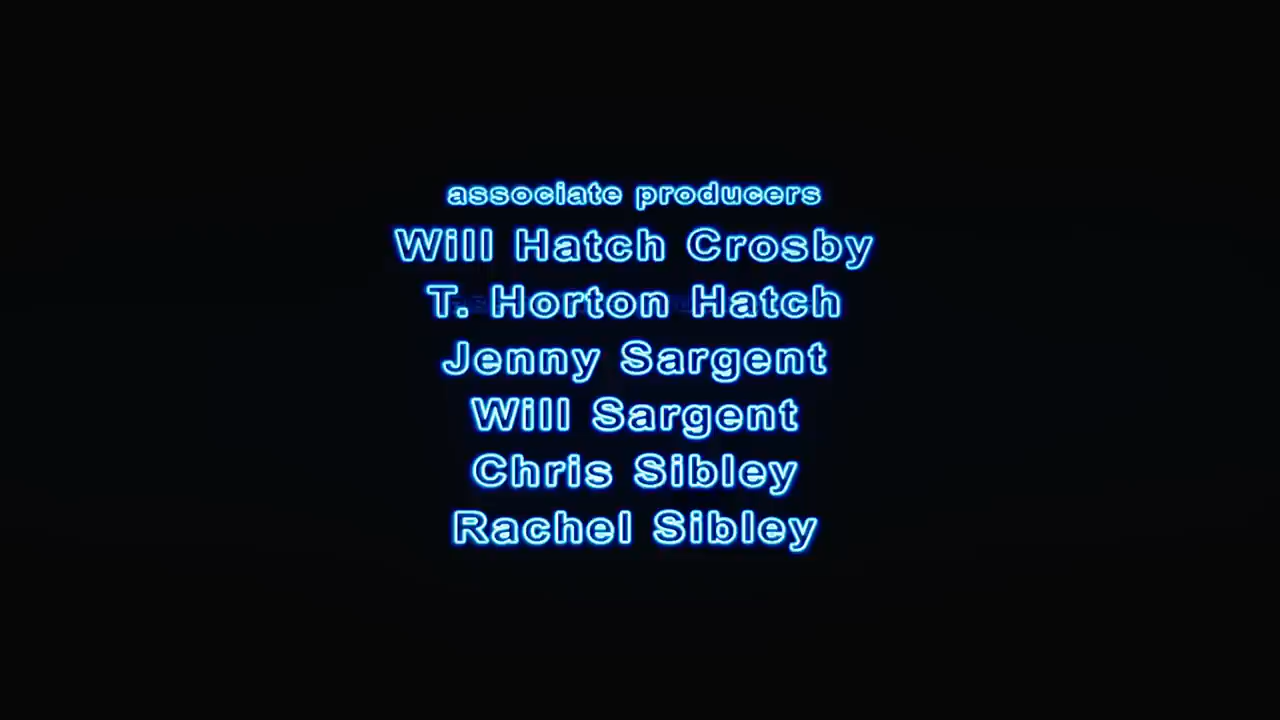 associate producers
Will Hatch Crosby
T. Horton Hatch
Jenny Sargent
Will Sargent
Chris Sibley
Rachel Sibley